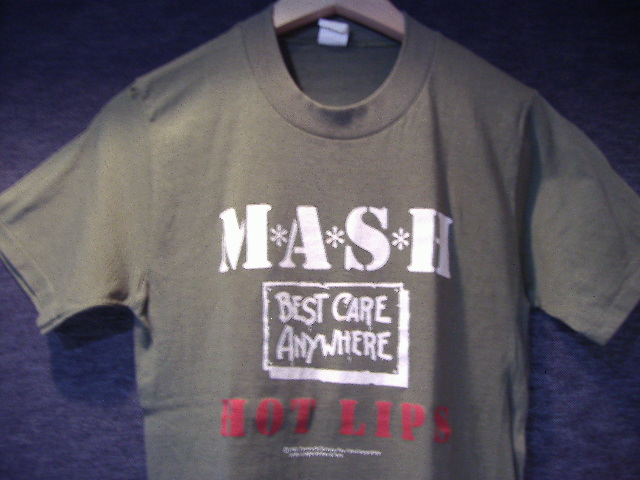 M*A*S*H
BEST CARE
ANYWHERE
HOT LIPS